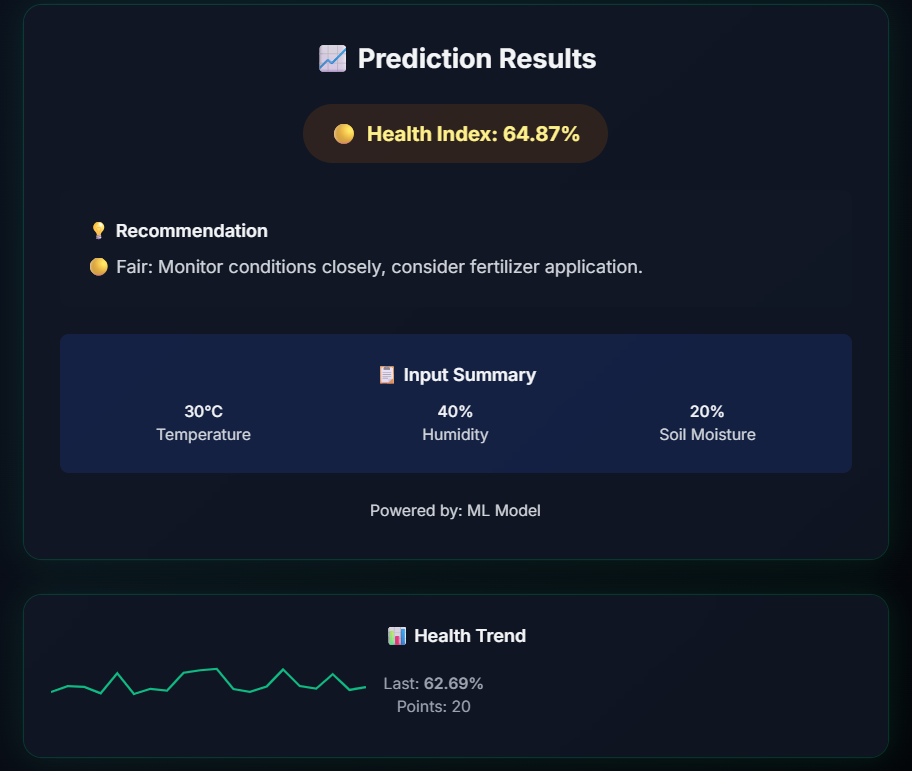 Prediction Results
Health Index: 64.87%
Recommendation
Fair: Monitor conditions closely, consider fertilizer application.
Input Summary
30°C
40%
20%
Temperature
Humidity
Soil Moisture
Powered by: ML Model
Health Trend
Last: 62.69%
Points: 20